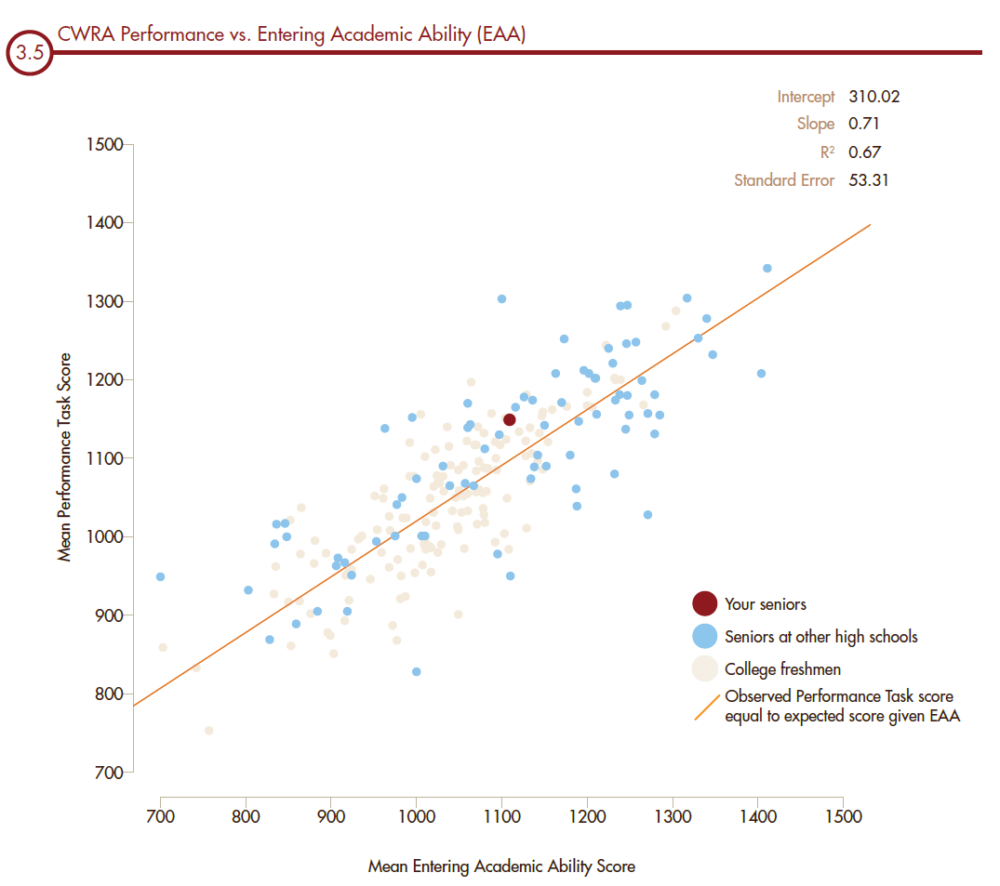 3.5
CWRA Performance vs. Entering Academic Ability (EAA)
Intercept 310.02
Slope 0.71
R² 0.67
Standard Error 53.31
Mean Performance Task Score
1500
1400
1300
1200
1100
1000
900
800
700
Your seniors
Seniors at other high schools
College freshmen
Observed Performance Task score
equal to expected score given EAA
700 800 900 1000 1100 1200 1300 1400 1500
Mean Entering Academic Ability Score